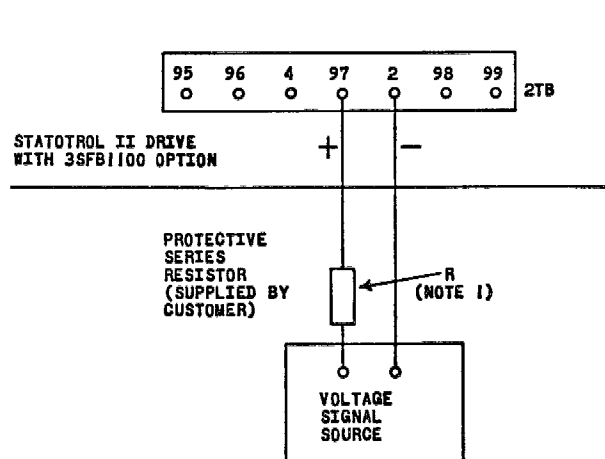 95 96 4 97 2 98 99
2TB
STATOTROL II DRIVE
WITH 3SFB1100 OPTION
+ −
PROTECTIVE
SERIES
RESISTOR
(SUPPLIED BY
CUSTOMER)
R
(NOTE 1)
VOLTAGE
SIGNAL
SOURCE